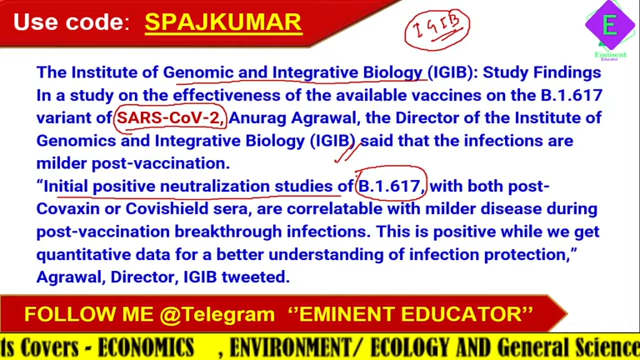 Use code: SPAJKUMAR
IGIB
E
Eminent
Educator
The Institute of Genomic and Integrative Biology (IGIB): Study Findings
In a study on the effectiveness of the available vaccines on the B.1.617
variant of SARS-CoV-2, Anurag Agrawal, the Director of the Institute of
Genomics and Integrative Biology (IGIB) said that the infections are
milder post-vaccination.
“Initial positive neutralization studies of B.1.617, with both post-
Covaxin or Covishield sera, are correlatable with milder disease during
post-vaccination breakthrough infections. This is positive while we get
quantitative data for a better understanding of infection protection,”
Agrawal, Director, IGIB tweeted.
FOLLOW ME @Telegram ‘‘EMINENT EDUCATOR’’
ts Covers - ECONOMICS , ENVIRONMENT/ ECOLOGY AND General Science